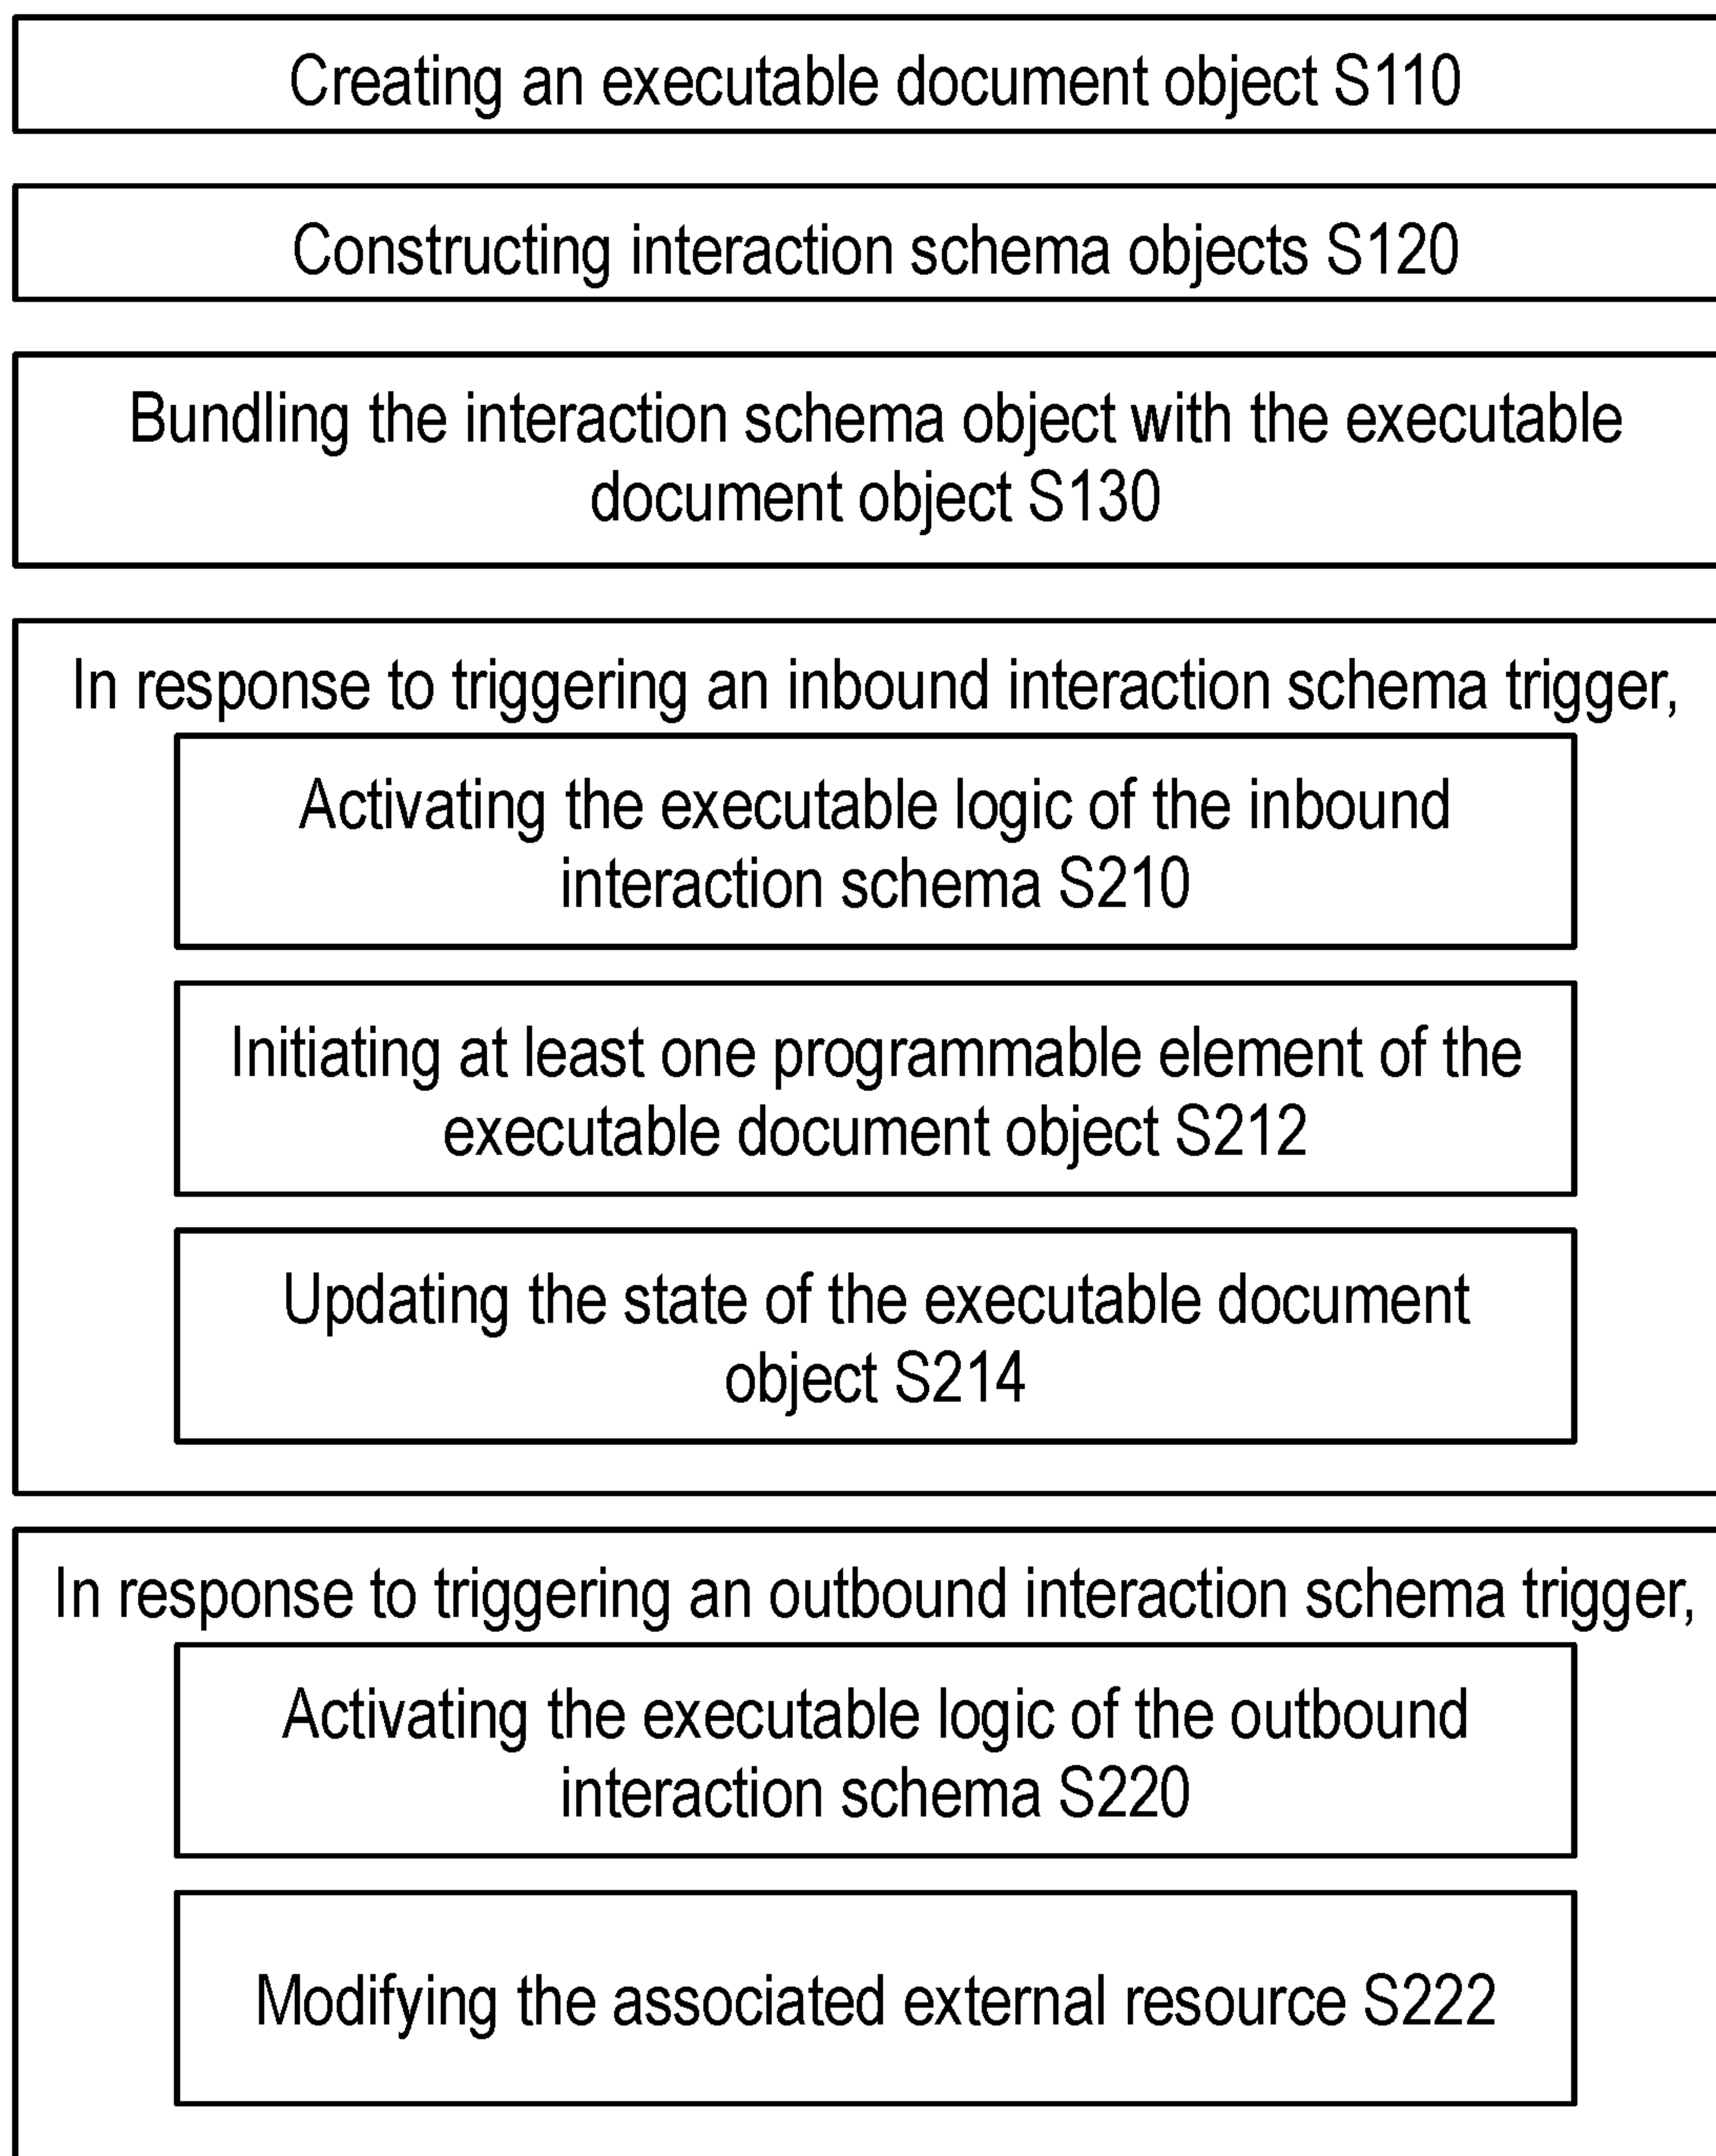 Creating an executable document object S110
Constructing interaction schema objects S120
Bundling the interaction schema object with the executable
document object S130
In response to triggering an inbound interaction schema trigger,
Activating the executable logic of the inbound
interaction schema S210
Initiating at least one programmable element of the
executable document object S212
Updating the state of the executable document
object S214
In response to triggering an outbound interaction schema trigger,
Activating the executable logic of the outbound
interaction schema S220
Modifying the associated external resource S222